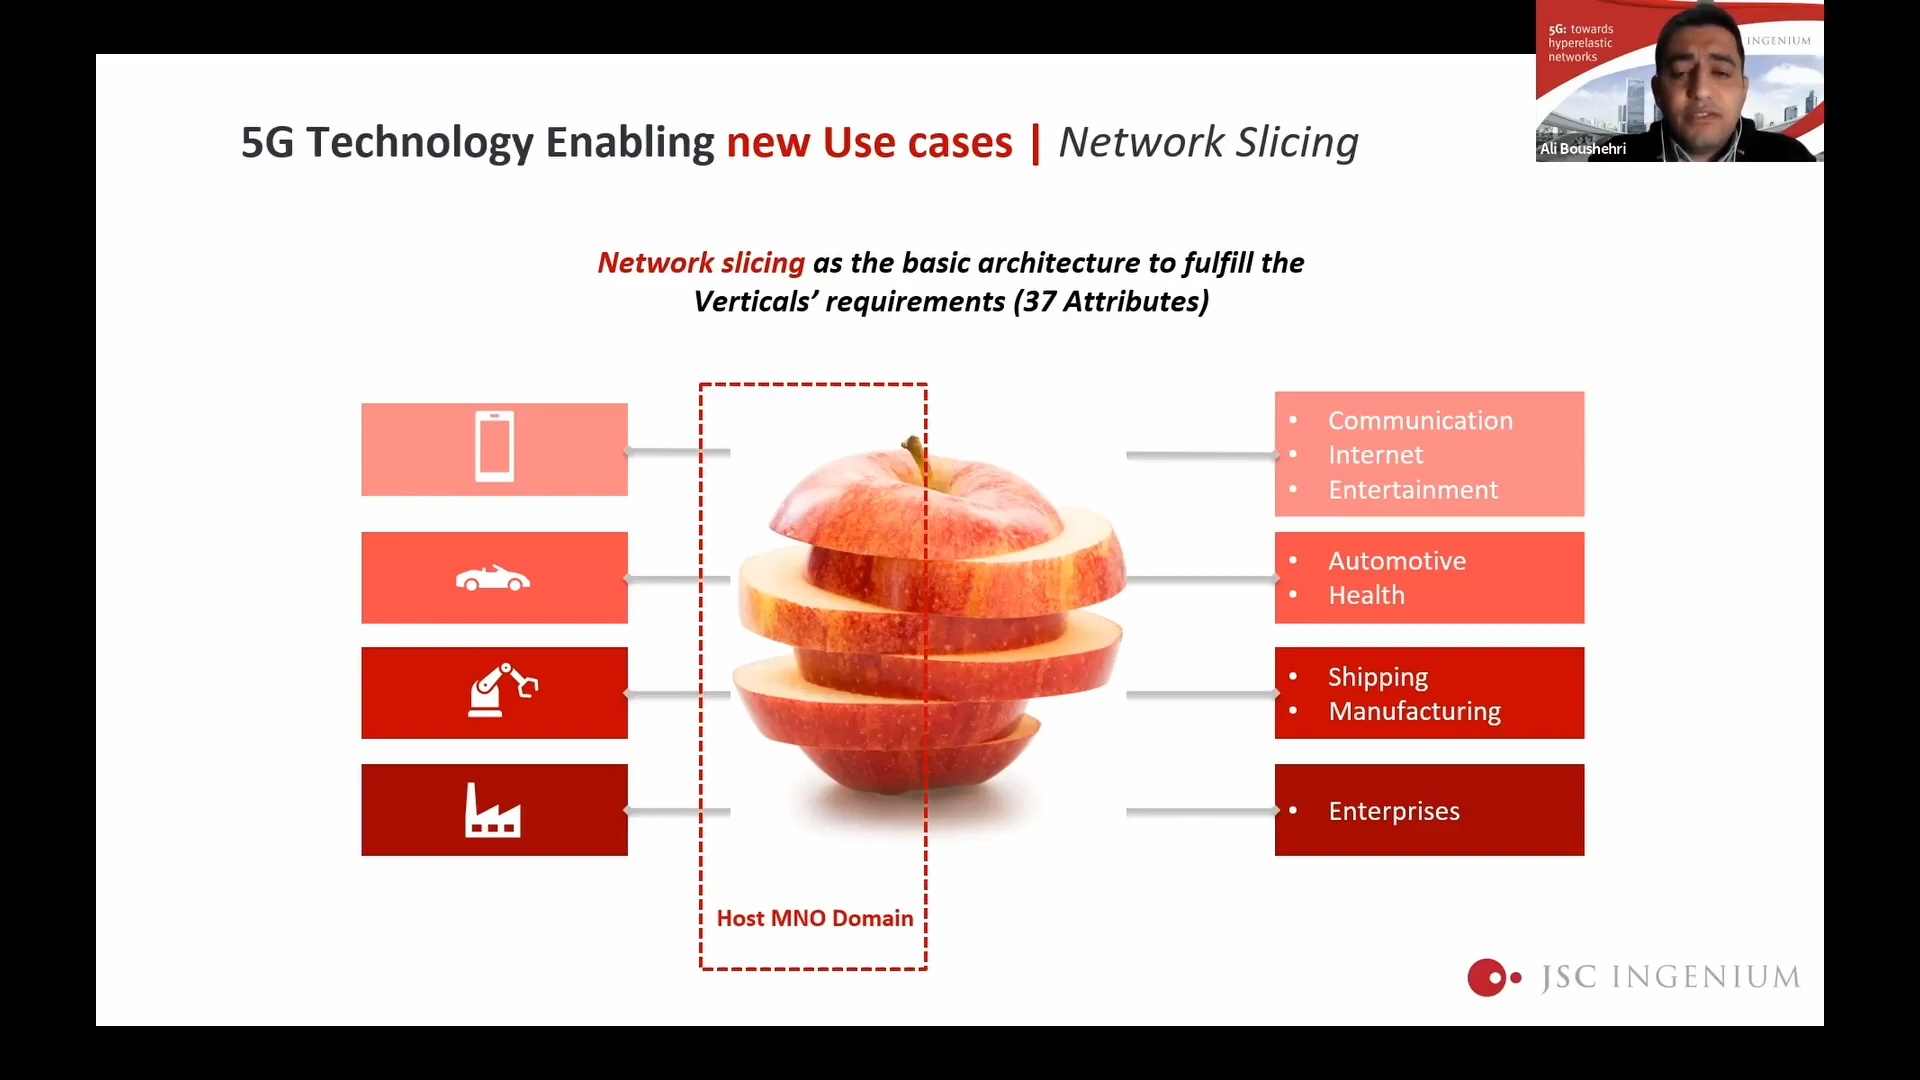 5G: towards
hyperelastic
networks
INGENIUM
Ali Boushehri
5G Technology Enabling new Use cases | Network Slicing
Network slicing as the basic architecture to fulfill the
Verticals’ requirements (37 Attributes)
• Communication
• Internet
• Entertainment
• Automotive
• Health
• Shipping
• Manufacturing
• Enterprises
Host MNO Domain
JSC INGENIUM